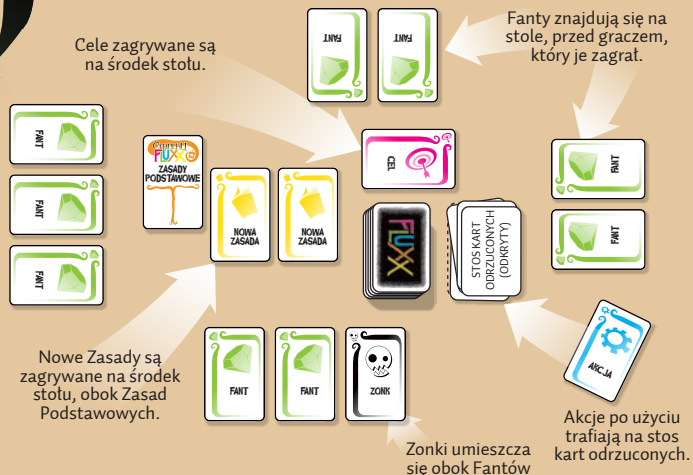 Cele zagrywane są
na środek stołu.
Fanty znajdują się na
stole, przed graczem,
który je zagrał.
FANT
FANT
FANT
FANT
FANT
FLUXX
ZASADY
PODSTAWOWE
NOWA
ZASADA
NOWA
ZASADA
CEL
FLUXX
STOS KART
ODRZUCONYCH
(ODKRYTY)
FANT
FANT
Nowe Zasady są
zagrywane na środek
stołu, obok Zasad
Podstawowych.
FANT
FANT
ZONK
AKCJA
Zonki umieszcza
się obok Fantów
Akcje po użyciu
trafiają na stos
kart odrzuconych.